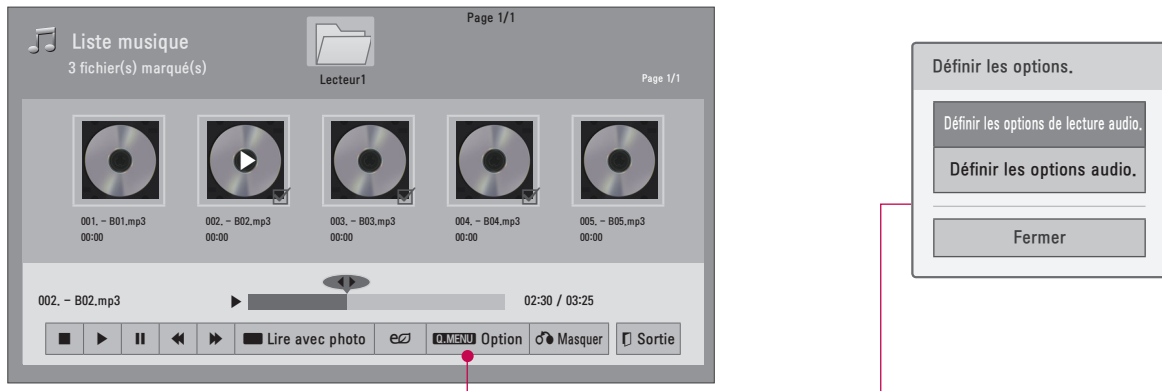 Page 1/1
Liste musique
3 fichier(s) marqué(s)
Lecteur1
Page 1/1
001. - B01.mp3
00:00
002. - B02.mp3
00:00
003. - B03.mp3
00:00
004. - B04.mp3
00:00
005. - B05.mp3
00:00
002. - B02.mp3
02:30 / 03:25
Lire avec photo
Q.MENU Option
Masquer
Sortie
Définir les options.
Définir les options de lecture audio.
Définir les options audio.
Fermer